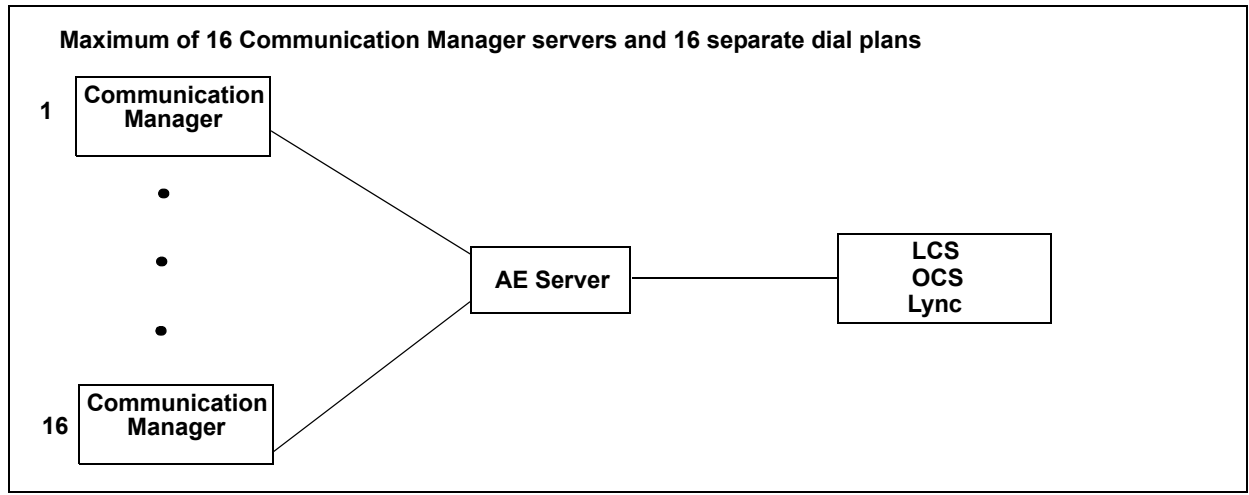 Maximum of 16 Communication Manager servers and 16 separate dial plans
1
Communication
Manager
AE Server
LCS
OCS
Lync
16
Communication
Manager